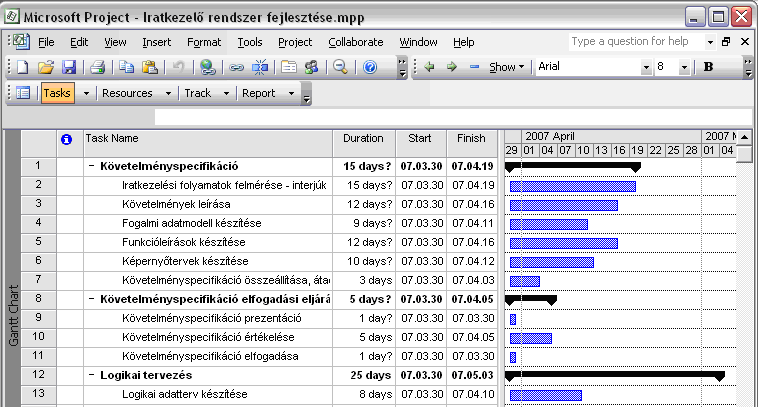 Microsoft Project - Iratkezelő rendszer fejlesztése.mpp
File Edit View Insert Format Tools Project Collaborate Window Help Type a question for help
Show Arial 8 B
Tasks Resources Track Report
Task Name Duration Start Finish 2007 April 2007 M
29 01 04 07 10 13 16 19 22 25 28 01 04
1 Követelményspecifikáció 15 days? 07.03.30 07.04.19
2 Iratkezelési folyamatok felmérése - interjúk 15 days? 07.03.30 07.04.19
3 Követelmények leírása 12 days? 07.03.30 07.04.16
4 Fogalmi adatmodell készítése 9 days? 07.03.30 07.04.11
5 Funkcióleírások készítése 12 days? 07.03.30 07.04.16
6 Képernyőtervek készítése 10 days? 07.03.30 07.04.12
7 Követelményspecifikáció összeállítása, áta 3 days 07.03.30 07.04.03
8 Követelményspecifikáció elfogadási eljárá 5 days? 07.03.30 07.04.05
9 Követelményspecifikáció prezentáció 1 day? 07.03.30 07.03.30
10 Követelményspecifikáció értékelése 5 days 07.03.30 07.04.05
11 Követelményspecifikáció elfogadása 1 day? 07.03.30 07.03.30
12 Logikai tervezés 25 days 07.03.30 07.05.03
13 Logikai adatterv készítése 8 days 07.03.30 07.04.10
Gantt Chart